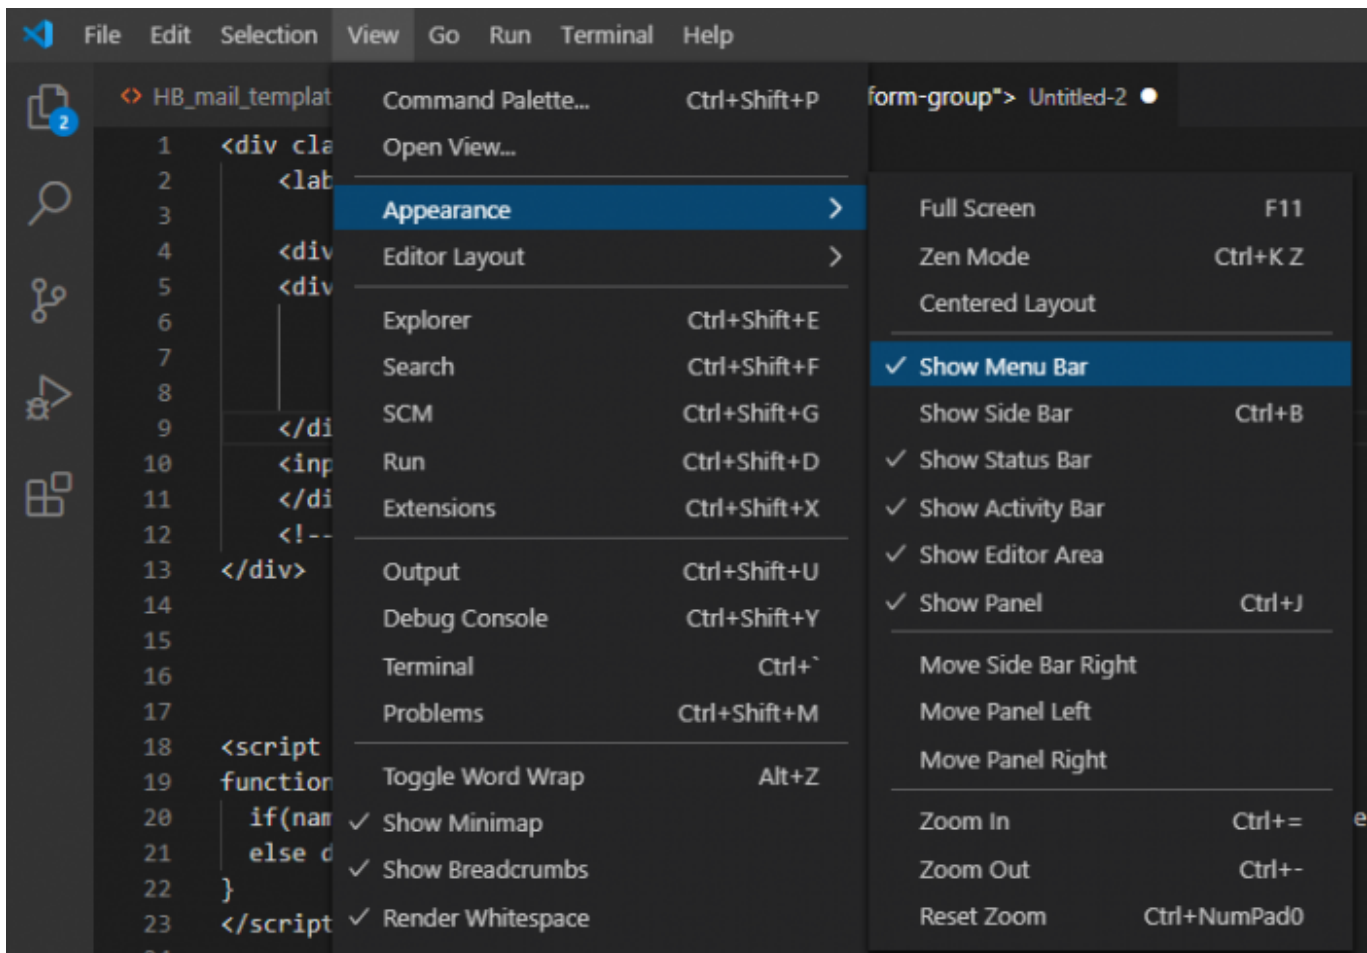 File Edit Selection View Go Run Terminal Help
<> HB_mail_templat
form-group"> Untitled-2
2
1 <div cla
2 <lab
3
4 <div
5 <div
6
7
8
9 </di
10 <inp
11 </di
12 <!--
13 </div>
14
15
16
17
18 <script
19 function
20 if(nam
21 else d
22 }
23 </script
Command Palette... Ctrl+Shift+P
Open View...
Appearance
Editor Layout
Explorer Ctrl+Shift+E
Search Ctrl+Shift+F
SCM Ctrl+Shift+G
Run Ctrl+Shift+D
Extensions Ctrl+Shift+X
Output Ctrl+Shift+U
Debug Console Ctrl+Shift+Y
Terminal Ctrl+`
Problems Ctrl+Shift+M
Toggle Word Wrap Alt+Z
✓ Show Minimap
✓ Show Breadcrumbs
✓ Render Whitespace
Full Screen F11
Zen Mode Ctrl+K Z
Centered Layout
✓ Show Menu Bar
Show Side Bar Ctrl+B
✓ Show Status Bar
✓ Show Activity Bar
✓ Show Editor Area
✓ Show Panel Ctrl+J
Move Side Bar Right
Move Panel Left
Move Panel Right
Zoom In Ctrl+=
Zoom Out Ctrl+-
Reset Zoom Ctrl+NumPad0